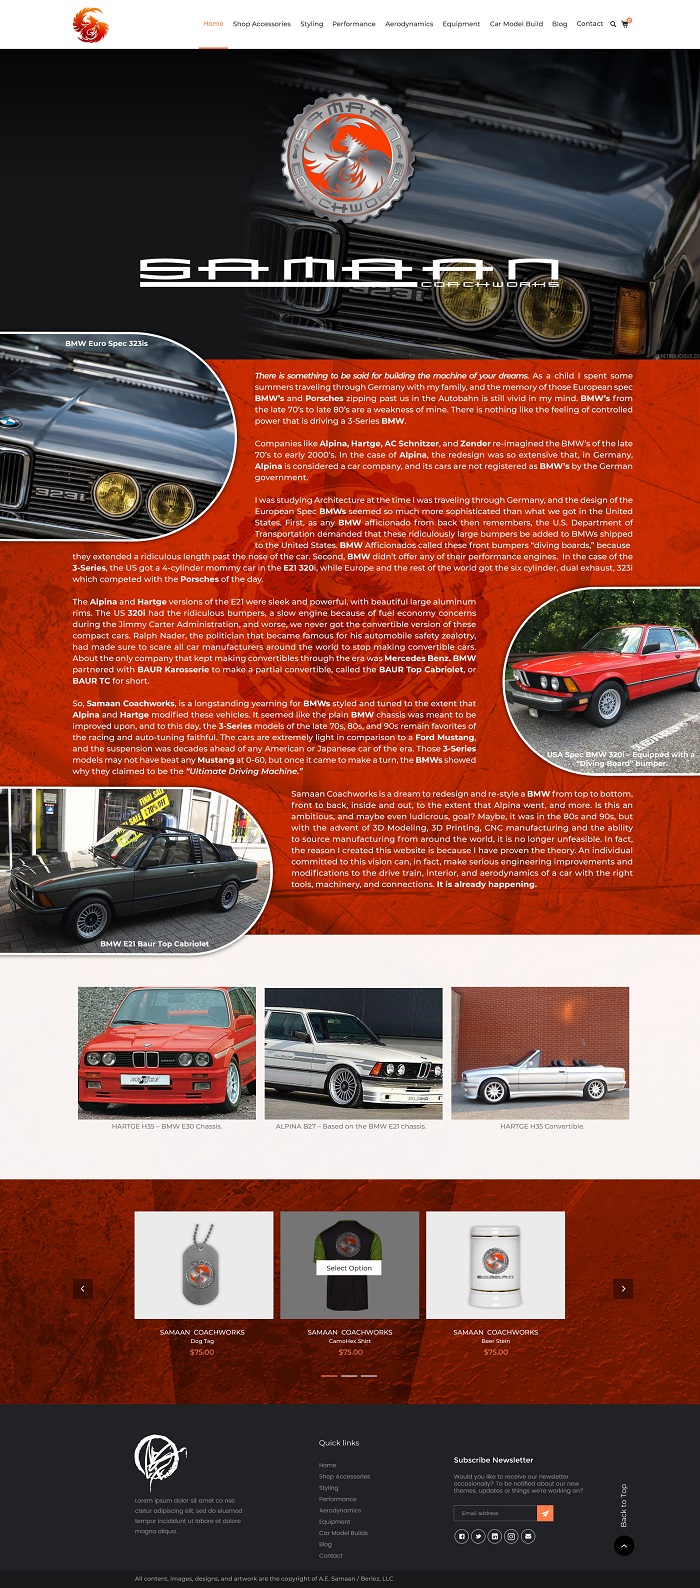 Home Shop Accessories Styling Performance Aerodynamics Equipment Car Model Build Blog Contact
SAMAAN
COACHWORKS
SAMAAN
323i
COACHWORKS
PETROLICIOUS.CO
BMW Euro Spec 323is
323i
There is something to be said for building the machine of your dreams. As a child I spent some
summers traveling through Germany with my family, and the memory of those European spec
BMW's and Porsches zipping past us in the Autobahn is still vivid in my mind. BMW's from
the late 70's to late 80's are a weakness of mine. There is nothing like the feeling of controlled
power that is driving a 3-Series BMW.
Companies like Alpina, Hartge, AC Schnitzer, and Zender re-imagined the BMW's of the late
70's to early 2000's. In the case of Alpina, the redesign was so extensive that, in Germany,
Alpina is considered a car company, and its cars are not registered as BMW's by the German
government.
I was studying Architecture at the time I was traveling through Germany, and the design of the
European Spec BMWs seemed so much more sophisticated than what we got in the United
States. First, as any BMW afficionado from back then remembers, the U.S. Department of
Transportation demanded that these ridiculously large bumpers be added to BMWs shipped
to the United States. BMW Afficionados called these front bumpers "diving boards," because
they extended a ridiculous length past the nose of the car. Second, BMW didn't offer any of their performance engines. In the case of the
3-Series, the US got a 4-cylinder mommy car in the E21 320i, while Europe and the rest of the world got the six cylinder, dual exhaust, 323i
which competed with the Porsches of the day.
The Alpina and Hartge versions of the E21 were sleek and powerful, with beautiful large aluminum
rims. The US 320i had the ridiculous bumpers, a slow engine because of fuel economy concerns
during the Jimmy Carter Administration, and worse, we never got the convertible version of these
compact cars. Ralph Nader, the politician that became famous for his automobile safety zealotry,
had made sure to scare all car manufacturers around the world to stop making convertible cars.
About the only company that kept making convertibles through the era was Mercedes Benz. BMW
partnered with BAUR Karosserie to make a partial convertible, called the BAUR Top Cabriolet, or
BAUR TC for short.
USA Spec BMW 320i – Equipped with a
"Diving Board" bumper.
So, Samaan Coachworks, is a longstanding yearning for BMWs styled and tuned to the extent that
Alpina and Hartge modified these vehicles. It seemed like the plain BMW chassis was meant to be
improved upon, and to this day, the 3-Series models of the late 70s, 80s, and 90s remain favorites of
the racing and auto-tuning faithful. The cars are extremely light in comparison to a Ford Mustang,
and the suspension was decades ahead of any American or Japanese car of the era. Those 3-Series
models may not have beat any Mustang at 0-60, but once it came to make a turn, the BMWs showed
why they claimed to be the "Ultimate Driving Machine."
FINAL SALE
70% OFF
BMW E21 Baur Top Cabriolet
Samaan Coachworks is a dream to redesign and re-style a BMW from top to bottom,
front to back, inside and out, to the extent that Alpina went, and more. Is this an
ambitious, and maybe even ludicrous, goal? Maybe, it was in the 80s and 90s, but
with the advent of 3D Modeling, 3D Printing, CNC manufacturing and the ability
to source manufacturing from around the world, it is no longer unfeasible. In fact,
the reason I created this website is because I have proven the theory. An individual
committed to this vision can, in fact, make serious engineering improvements and
modifications to the drive train, interior, and aerodynamics of a car with the right
tools, machinery, and connections. It is already happening.
ALPINA
HARTGE H35 – BMW E30 Chassis.
ALPINA B27 – Based on the BMW E21 chassis.
HARTGE H35 Convertible.
Select Option
SAMAAN
SAMAAN COACHWORKS
Dog Tag
$75.00
SAMAAN COACHWORKS
CamoHex Shirt
$75.00
SAMAAN COACHWORKS
Beer Stein
$75.00
Lorem ipsum dolor sit amet co nse
ctetur adipiscing elit, sed do eiusmod
tempor incididunt ut labore et dolore
magna aliqua.
Quick links
Home
Shop Accessories
Styling
Performance
Aerodynamics
Equipment
Car Model Builds
Blog
Contact
Subscribe Newsletter
Would you like to receive our newsletter
occasionally? To be notified about our new
themes, updates or things we're working on?
Email address
Back to Top
All content, images, designs, and artwork are the copyright of A.E. Samaan / Berlez, LLC